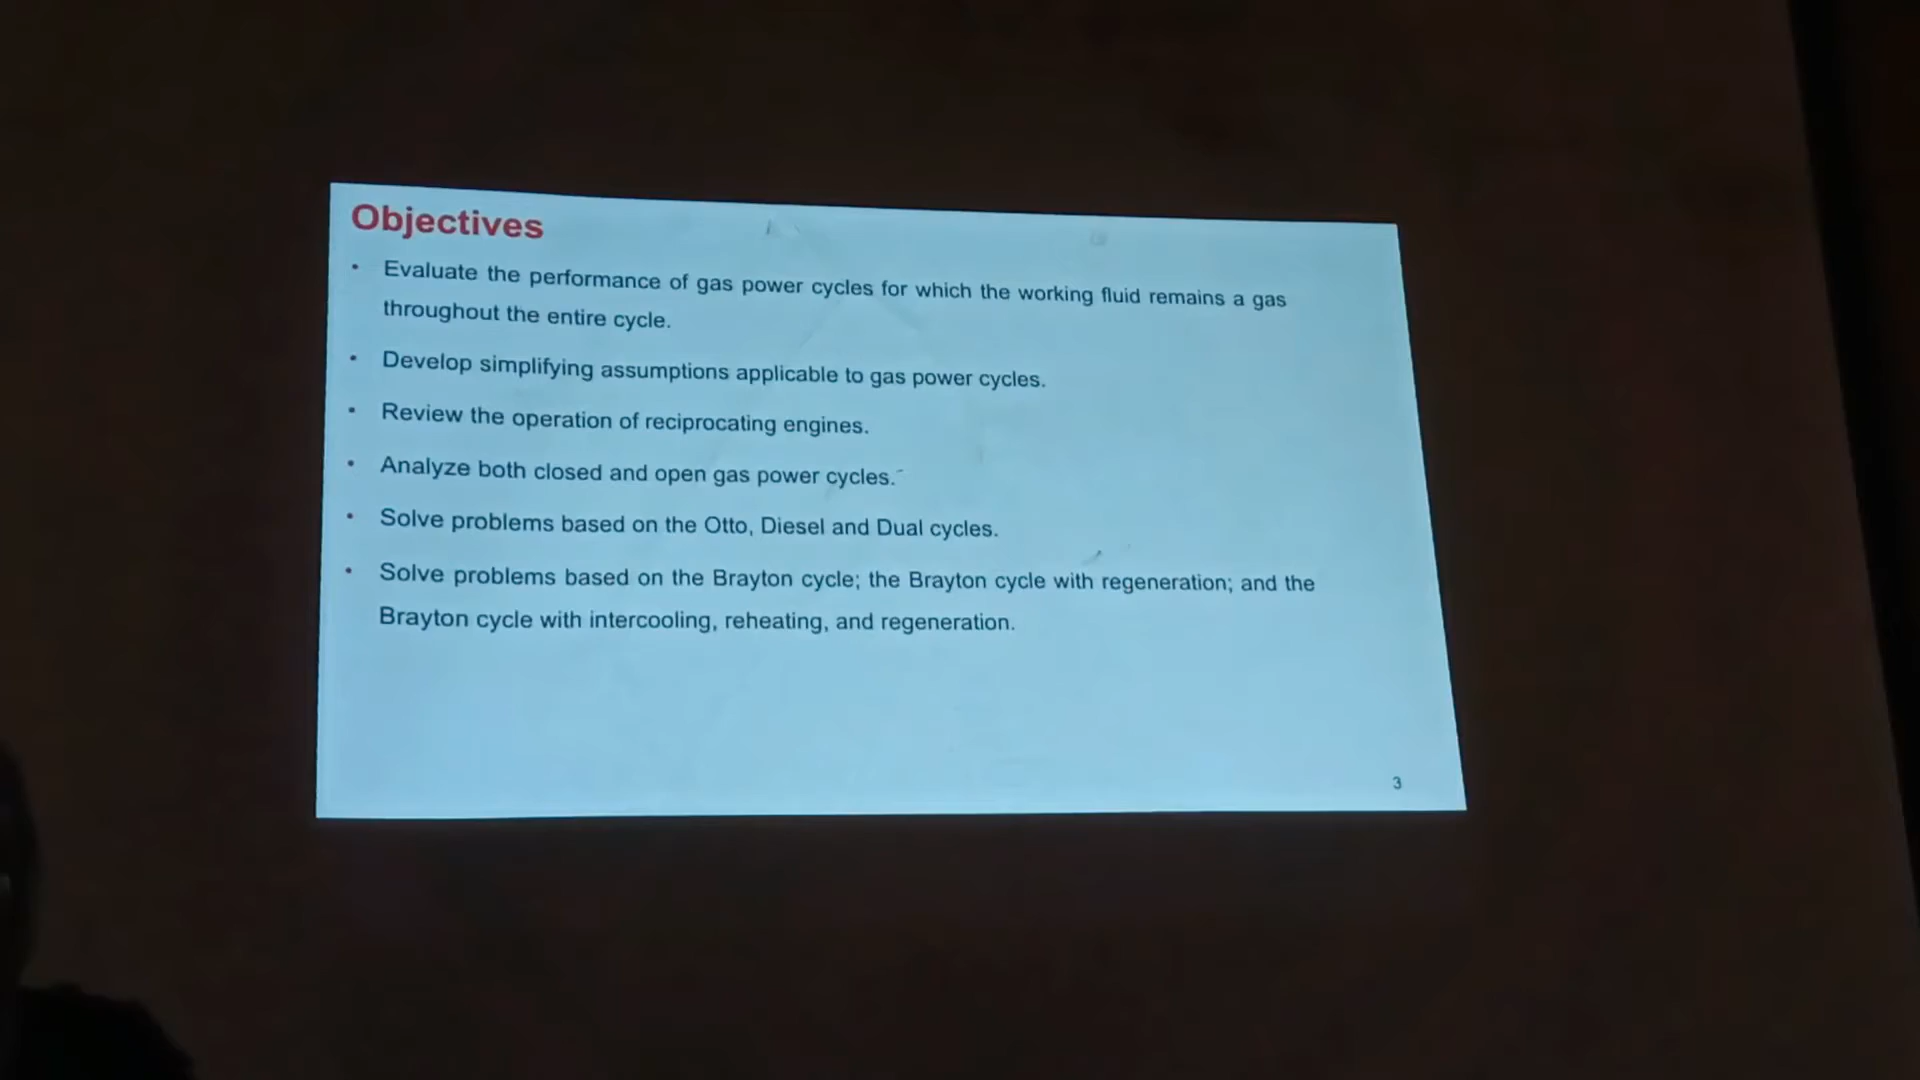 Objectives
• Evaluate the performance of gas power cycles for which the working fluid remains a gas
throughout the entire cycle.
• Develop simplifying assumptions applicable to gas power cycles.
• Review the operation of reciprocating engines.
• Analyze both closed and open gas power cycles.
• Solve problems based on the Otto, Diesel and Dual cycles.
• Solve problems based on the Brayton cycle; the Brayton cycle with regeneration; and the
Brayton cycle with intercooling, reheating, and regeneration.
3